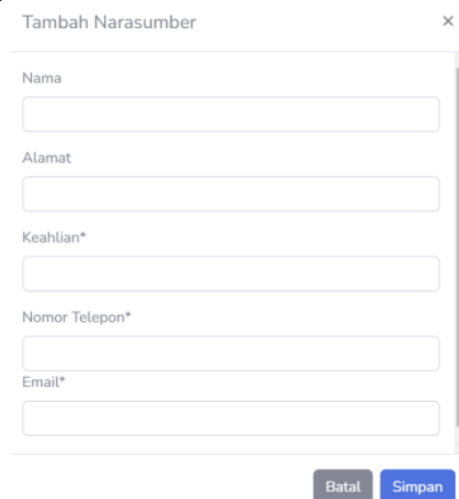 Tambah Narasumber ×
Nama
Alamat
Keahlian*
Nomor Telepon*
Email*
Batal Simpan